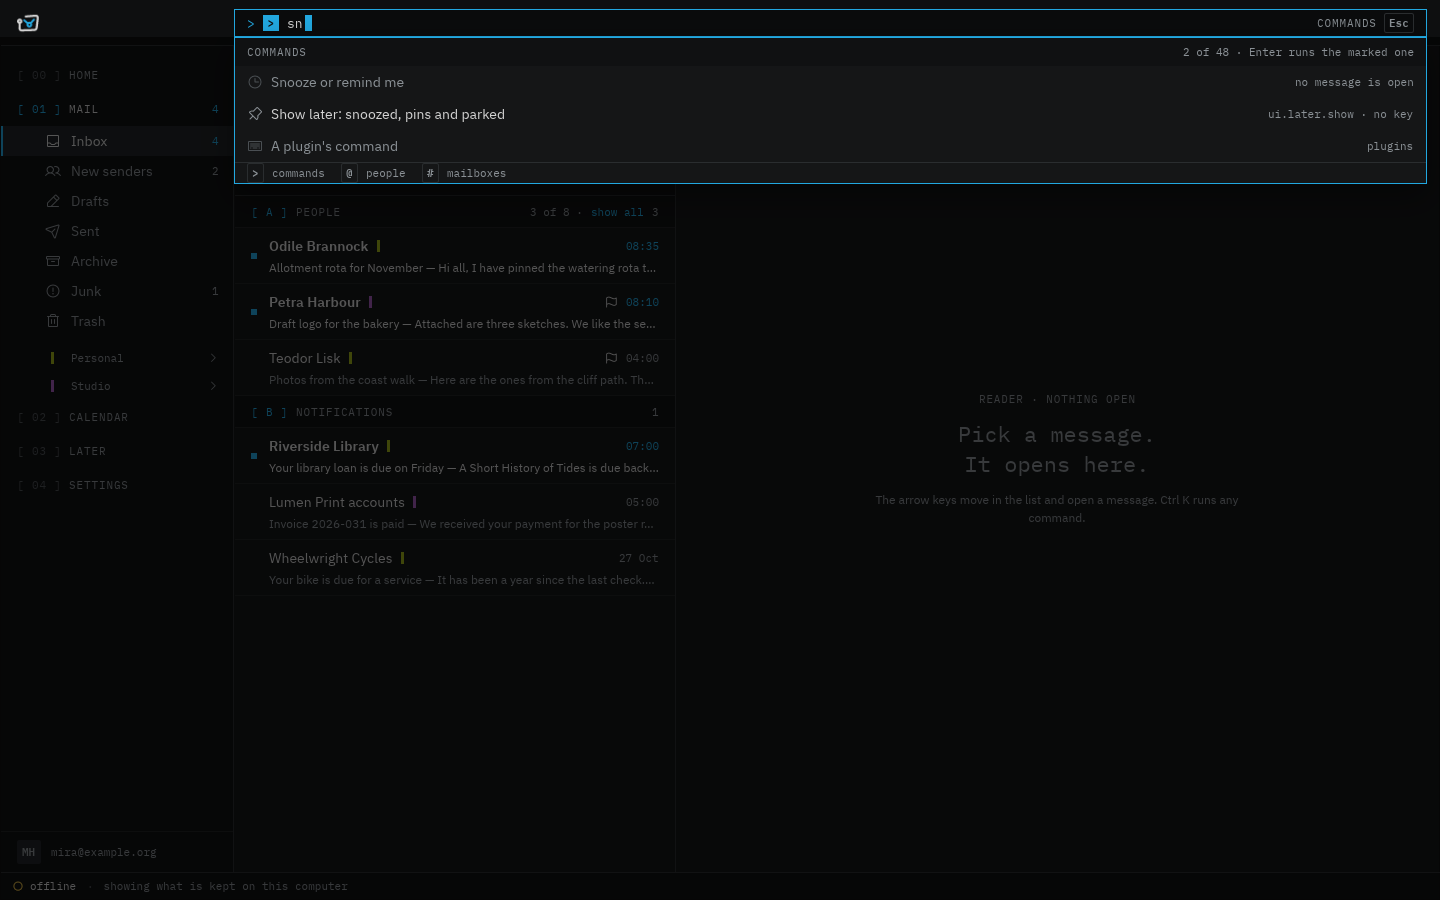 > > sn COMMANDS Esc
COMMANDS 2 of 48 · Enter runs the marked one
Snooze or remind me no message is open
Show later: snoozed, pins and parked ui.later.show · no key
A plugin's command plugins
> commands @ people # mailboxes
[ 00 ] HOME
[ 01 ] MAIL 4
Inbox 4
New senders 2
Drafts
Sent
Archive
Junk 1
Trash
Personal
Studio
[ 02 ] CALENDAR
[ 03 ] LATER
[ 04 ] SETTINGS
MH mira@example.org
[ A ] PEOPLE 3 of 8 · show all 3
Odile Brannock 08:35
Allotment rota for November — Hi all, I have pinned the watering rota t...
Petra Harbour 08:10
Draft logo for the bakery — Attached are three sketches. We like the se...
Teodor Lisk 04:00
Photos from the coast walk — Here are the ones from the cliff path. Th...
[ B ] NOTIFICATIONS 1
Riverside Library 07:00
Your library loan is due on Friday — A Short History of Tides is due back...
Lumen Print accounts 05:00
Invoice 2026-031 is paid — We received your payment for the poster r...
Wheelwright Cycles 27 Oct
Your bike is due for a service — It has been a year since the last check....
READER · NOTHING OPEN
Pick a message.
It opens here.
The arrow keys move in the list and open a message. Ctrl K runs any
command.
offline · showing what is kept on this computer